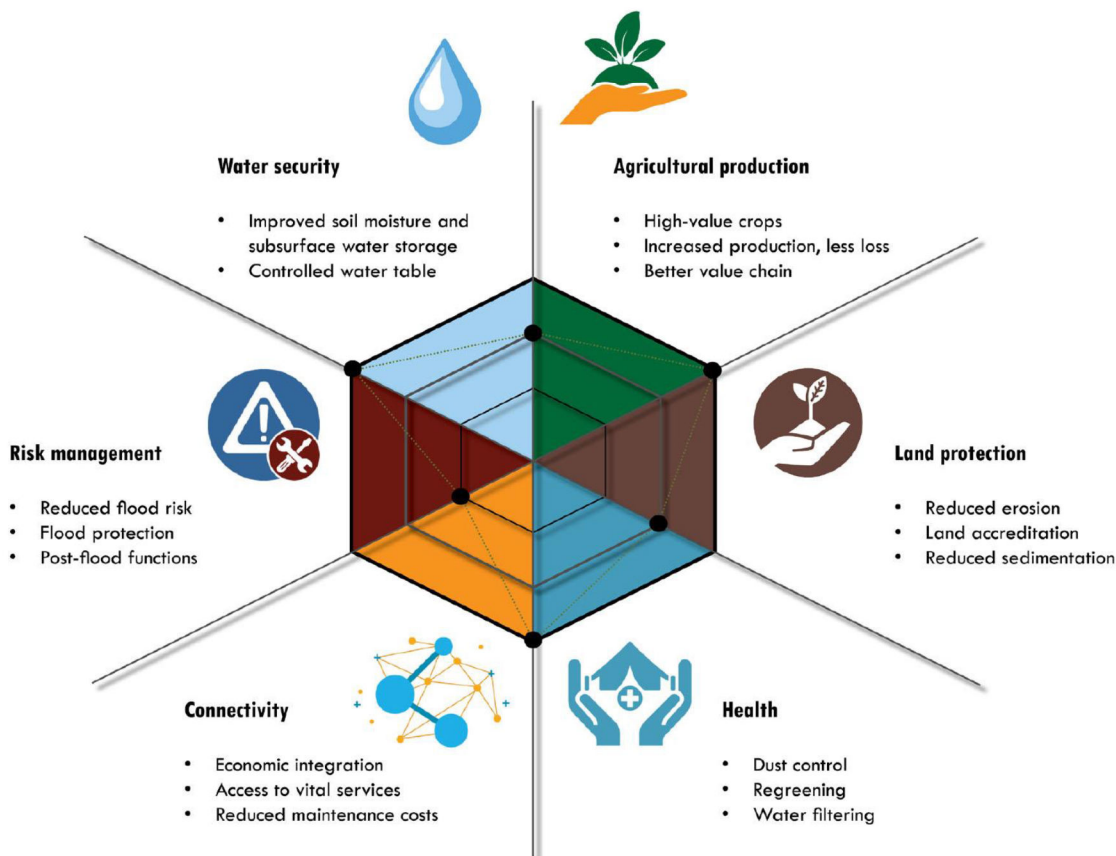 Water security
• Improved soil moisture and
subsurface water storage
• Controlled water table
Agricultural production
• High-value crops
• Increased production, less loss
• Better value chain
Risk management
• Reduced flood risk
• Flood protection
• Post-flood functions
Land protection
• Reduced erosion
• Land accreditation
• Reduced sedimentation
Connectivity
• Economic integration
• Access to vital services
• Reduced maintenance costs
Health
• Dust control
• Regreening
• Water filtering